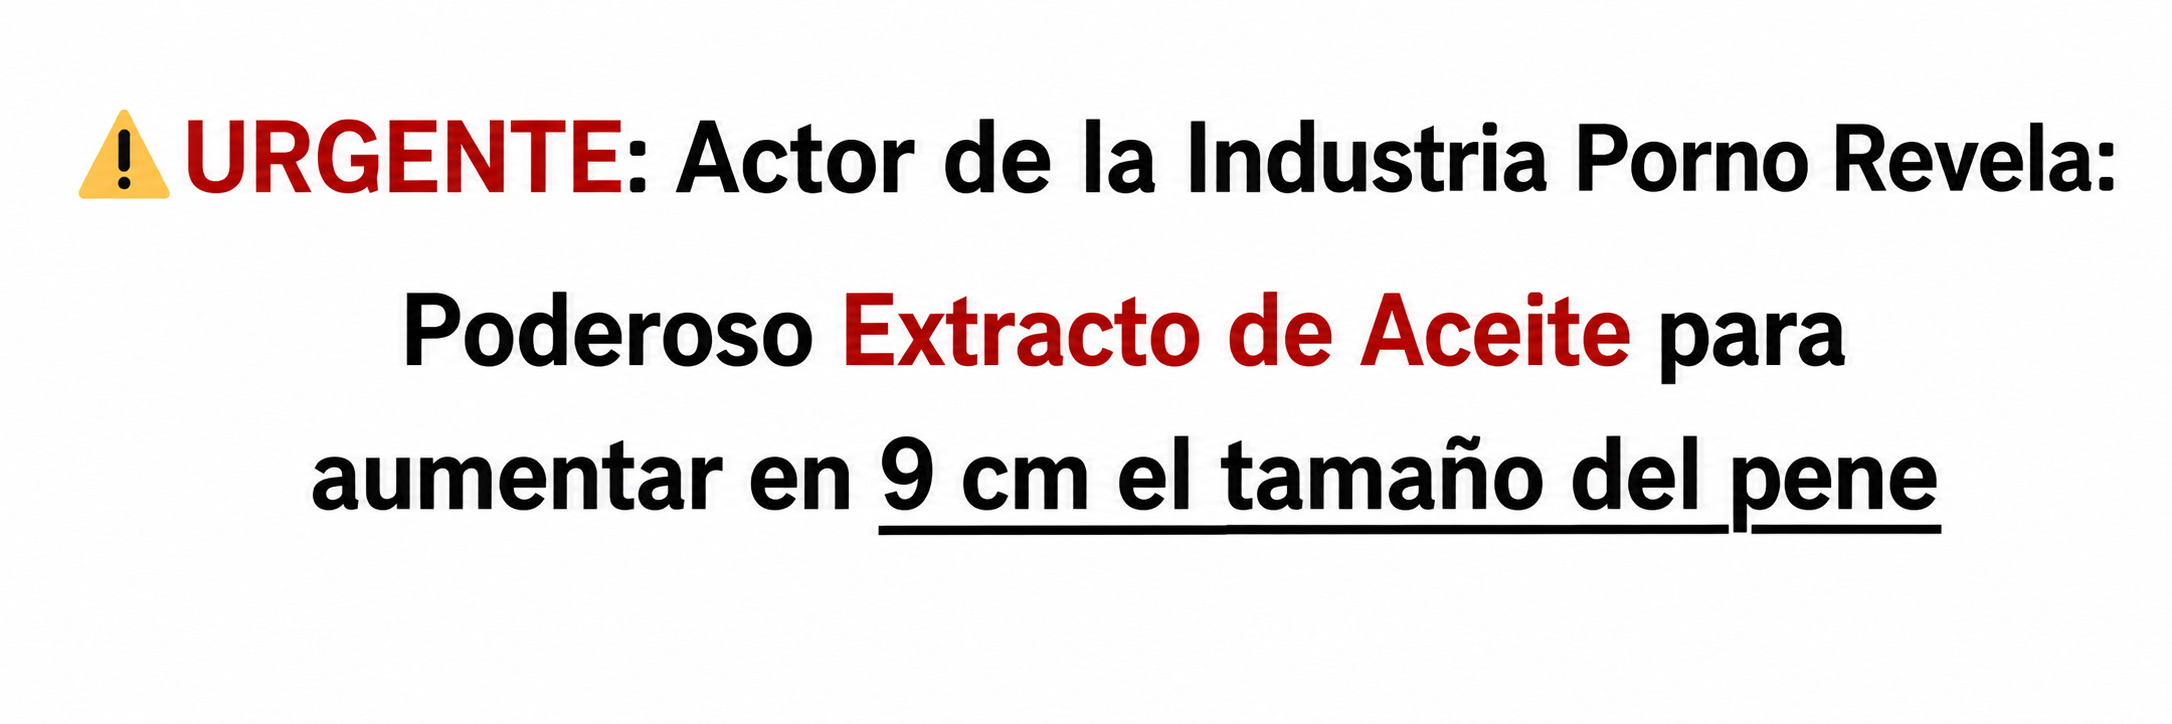 ⚠️URGENTE: Actor de la Industria Porno Revela:
Poderoso Extracto de Aceite para
aumentar en 9 cm el tamaño del pene